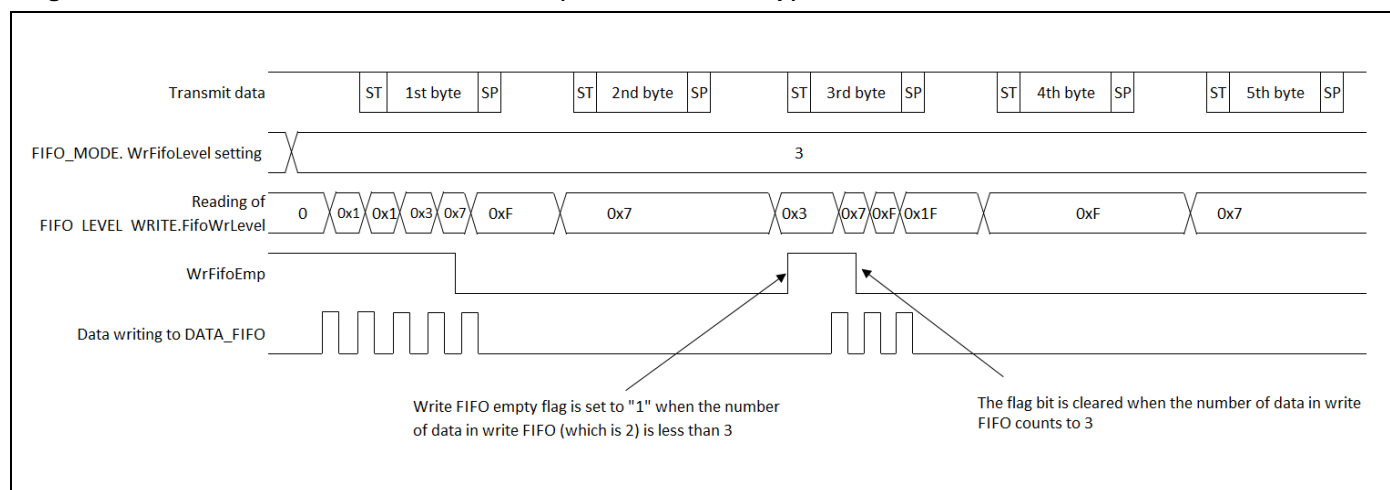 Transmit data
ST 1st byte SP ST 2nd byte SP ST 3rd byte SP ST 4th byte SP ST 5th byte SP
FIFO_MODE. WrFifoLevel setting
3
Reading of
FIFO LEVEL WRITE.FifoWrLevel
0 0x1 0x1 0x3 0x7 0xF 0x7 0x3 0x7 0xF 0x1F 0xF 0x7
WrFifoEmp
Data writing to DATA_FIFO
Write FIFO empty flag is set to "1" when the number
of data in write FIFO (which is 2) is less than 3
The flag bit is cleared when the number of data in write
FIFO counts to 3